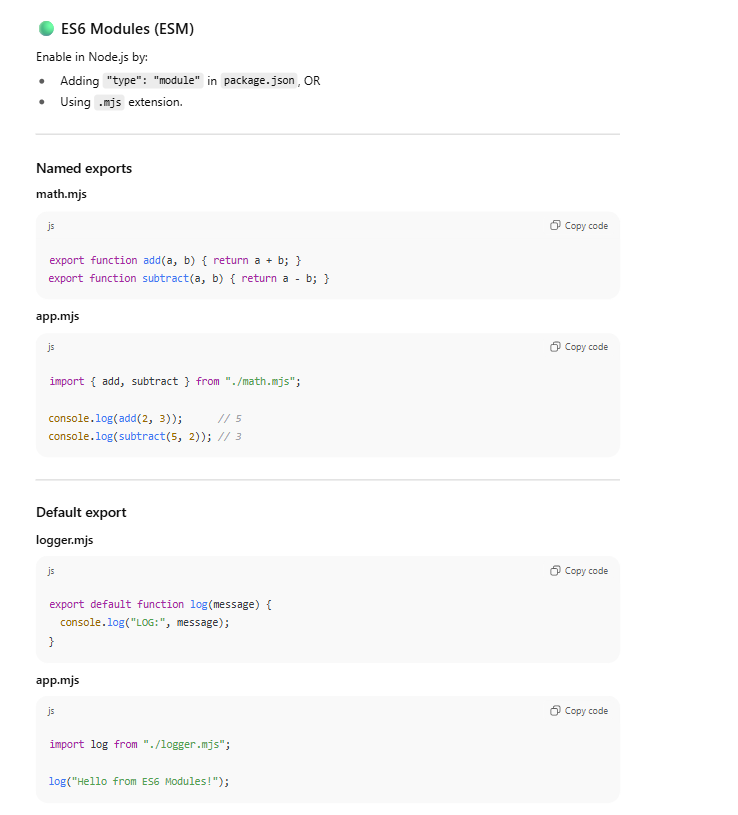 ES6 Modules (ESM)
Enable in Node.js by:
• Adding "type": "module" in package.json, OR
• Using .mjs extension.
Named exports
math.mjs
js Copy code
export function add(a, b) { return a + b; }
export function subtract(a, b) { return a - b; }
app.mjs
js Copy code
import { add, subtract } from "./math.mjs";
console.log(add(2, 3));      // 5
console.log(subtract(5, 2)); // 3
Default export
logger.mjs
js Copy code
export default function log(message) {
  console.log("LOG:", message);
}
app.mjs
js Copy code
import log from "./logger.mjs";
log("Hello from ES6 Modules!");